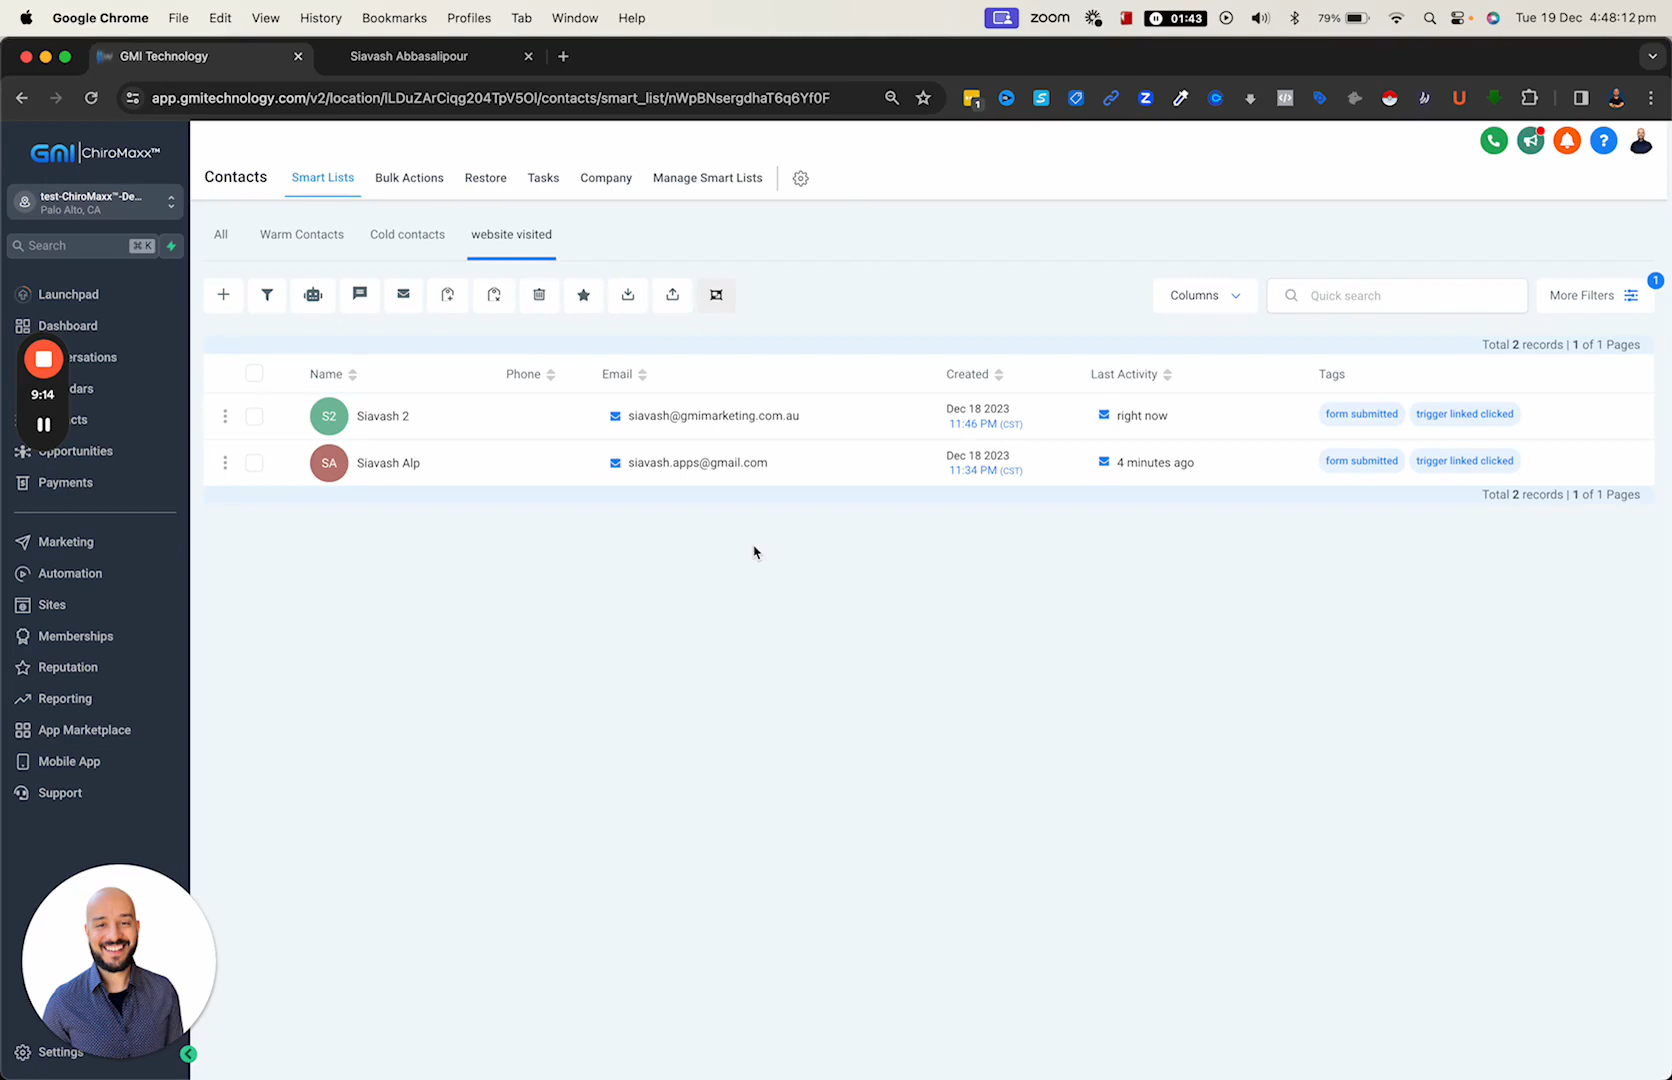 Google Chrome File Edit View History Bookmarks Profiles Tab Window Help
zoom 01:43 79% Tue 19 Dec 4:48:12 pm
GMI Technology
Siavash Abbasalipour
app.gmitechnology.com/v2/location/lLDuZArCiqg204TpV5Ol/contacts/smart_list/nWpBNsergdhaT6q6Yf0F
GMI ChiroMaxx™
test-ChiroMaxx™-De...
Palo Alto, CA
Search ⌘ K
Launchpad
Dashboard
ersations
dars
cts
Opportunities
Payments
9:14
Marketing
Automation
Sites
Memberships
Reputation
Reporting
App Marketplace
Mobile App
Support
Settings
Contacts Smart Lists Bulk Actions Restore Tasks Company Manage Smart Lists
All Warm Contacts Cold contacts website visited
Columns Quick search More Filters 1
Total 2 records | 1 of 1 Pages
Name Phone Email Created Last Activity Tags
S2 Siavash 2 siavash@gmimarketing.com.au Dec 18 2023 right now form submitted trigger linked clicked
11:46 PM (CST)
SA Siavash Alp siavash.apps@gmail.com Dec 18 2023 4 minutes ago form submitted trigger linked clicked
11:34 PM (CST)
Total 2 records | 1 of 1 Pages